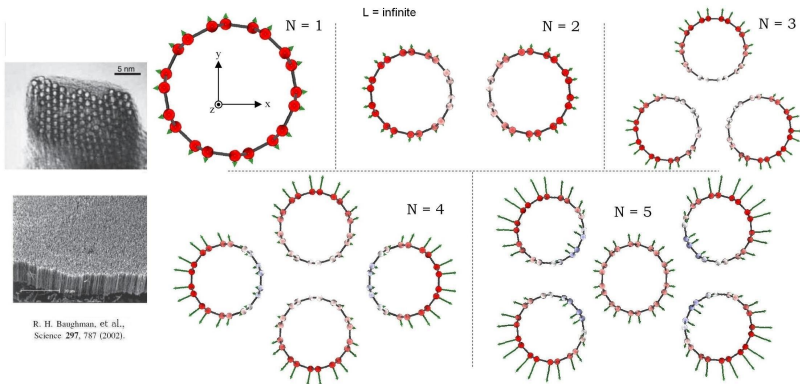 L = infinite
N = 1
N = 2
N = 3
5 nm
y
z
x
N = 4
N = 5
R. H. Baughman, et al.,
Science 297, 787 (2002).